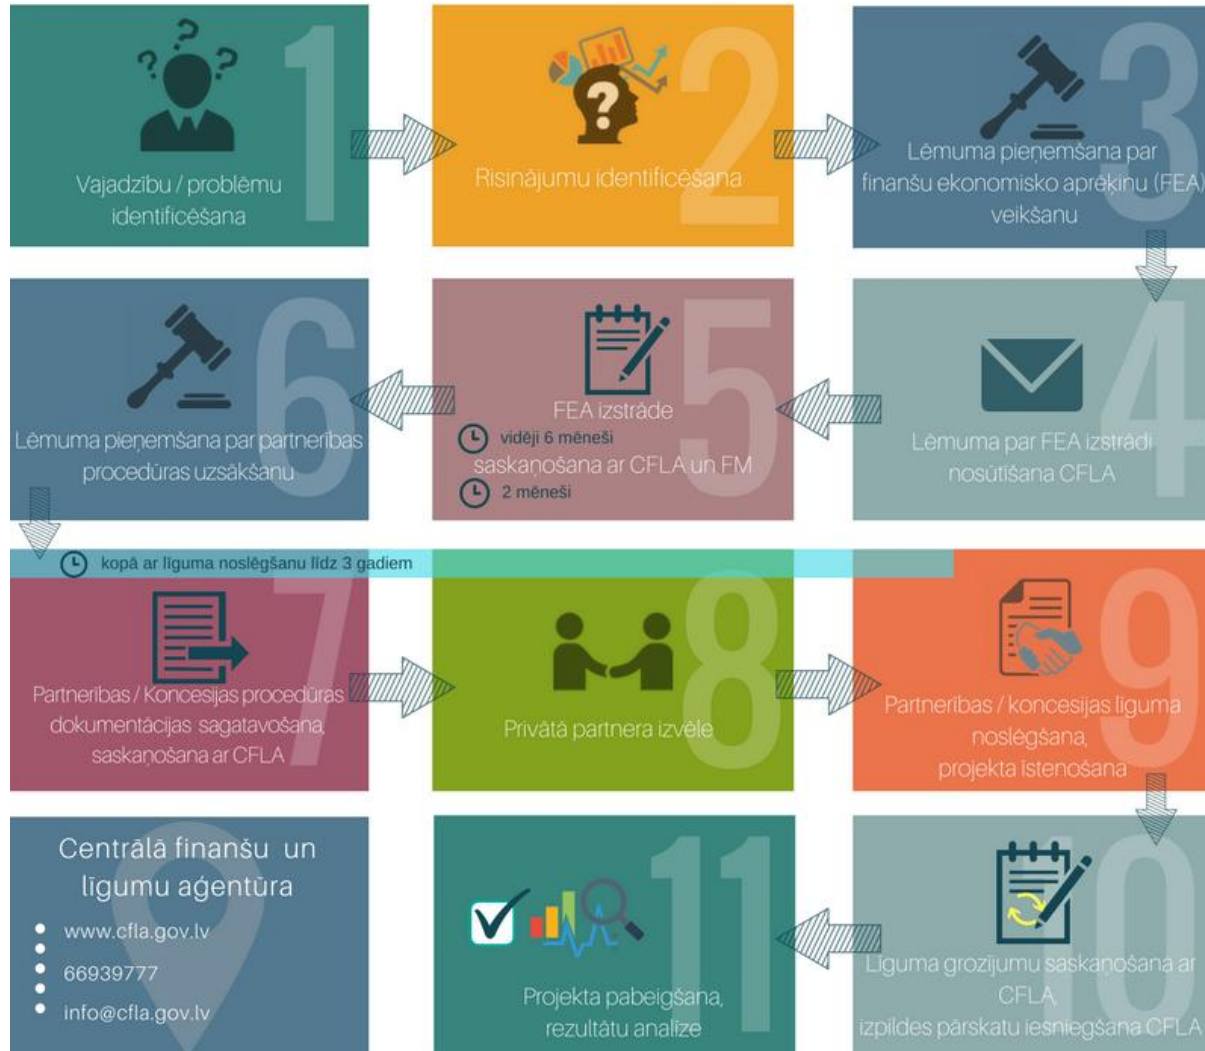 1
Vajadzību / problēmu
identificēšana
2
Risinājumu identificēšana
3
Lēmuma pieņemšana par
finanšu ekonomisko aprēķinu (FEA)
veikšanu
4
Lēmuma par FEA izstrādi
nosūtīšana CFLA
5
FEA izstrāde
vidēji 6 mēneši
saskaņošana ar CFLA un FM
2 mēneši
6
Lēmuma pieņemšana par partnerības
procedūras uzsākšanu
kopā ar līguma noslēgšanu līdz 3 gadiem
7
Partnerības / Koncesijas procedūras
dokumentācijas sagatavošana,
saskaņošana ar CFLA
8
Privātā partnera izvēle
9
Partnerības / koncesijas līguma
noslēgšana,
projekta īstenošana
10
Līguma grozījumu saskaņošana ar
CFLA,
izpildes pārskatu iesniegšana CFLA
11
Projekta pabeigšana,
rezultātu analīze
Centrālā finanšu un
līgumu aģentūra
www.cfla.gov.lv
66939777
info@cfla.gov.lv